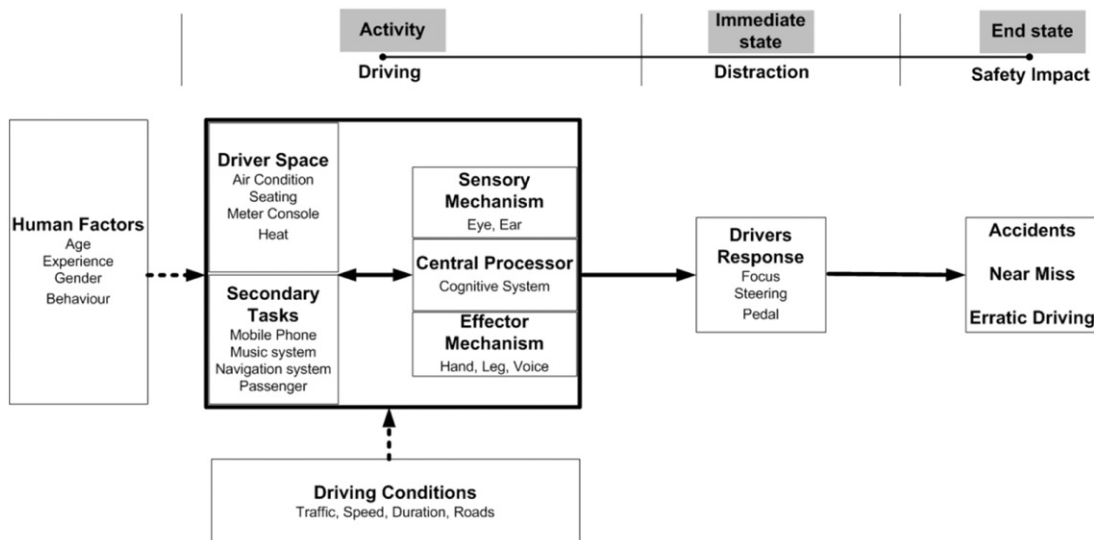 Activity
Immediate
state
End state
Driving
Distraction
Safety Impact
Human Factors
Age
Experience
Gender
Behaviour
Driver Space
Air Condition
Seating
Meter Console
Heat
Secondary
Tasks
Mobile Phone
Music system
Navigation system
Passenger
Sensory
Mechanism
Eye, Ear
Central Processor
Cognitive System
Effector
Mechanism
Hand, Leg, Voice
Drivers
Response
Focus
Steering
Pedal
Accidents
Near Miss
Erratic Driving
Driving Conditions
Traffic, Speed, Duration, Roads